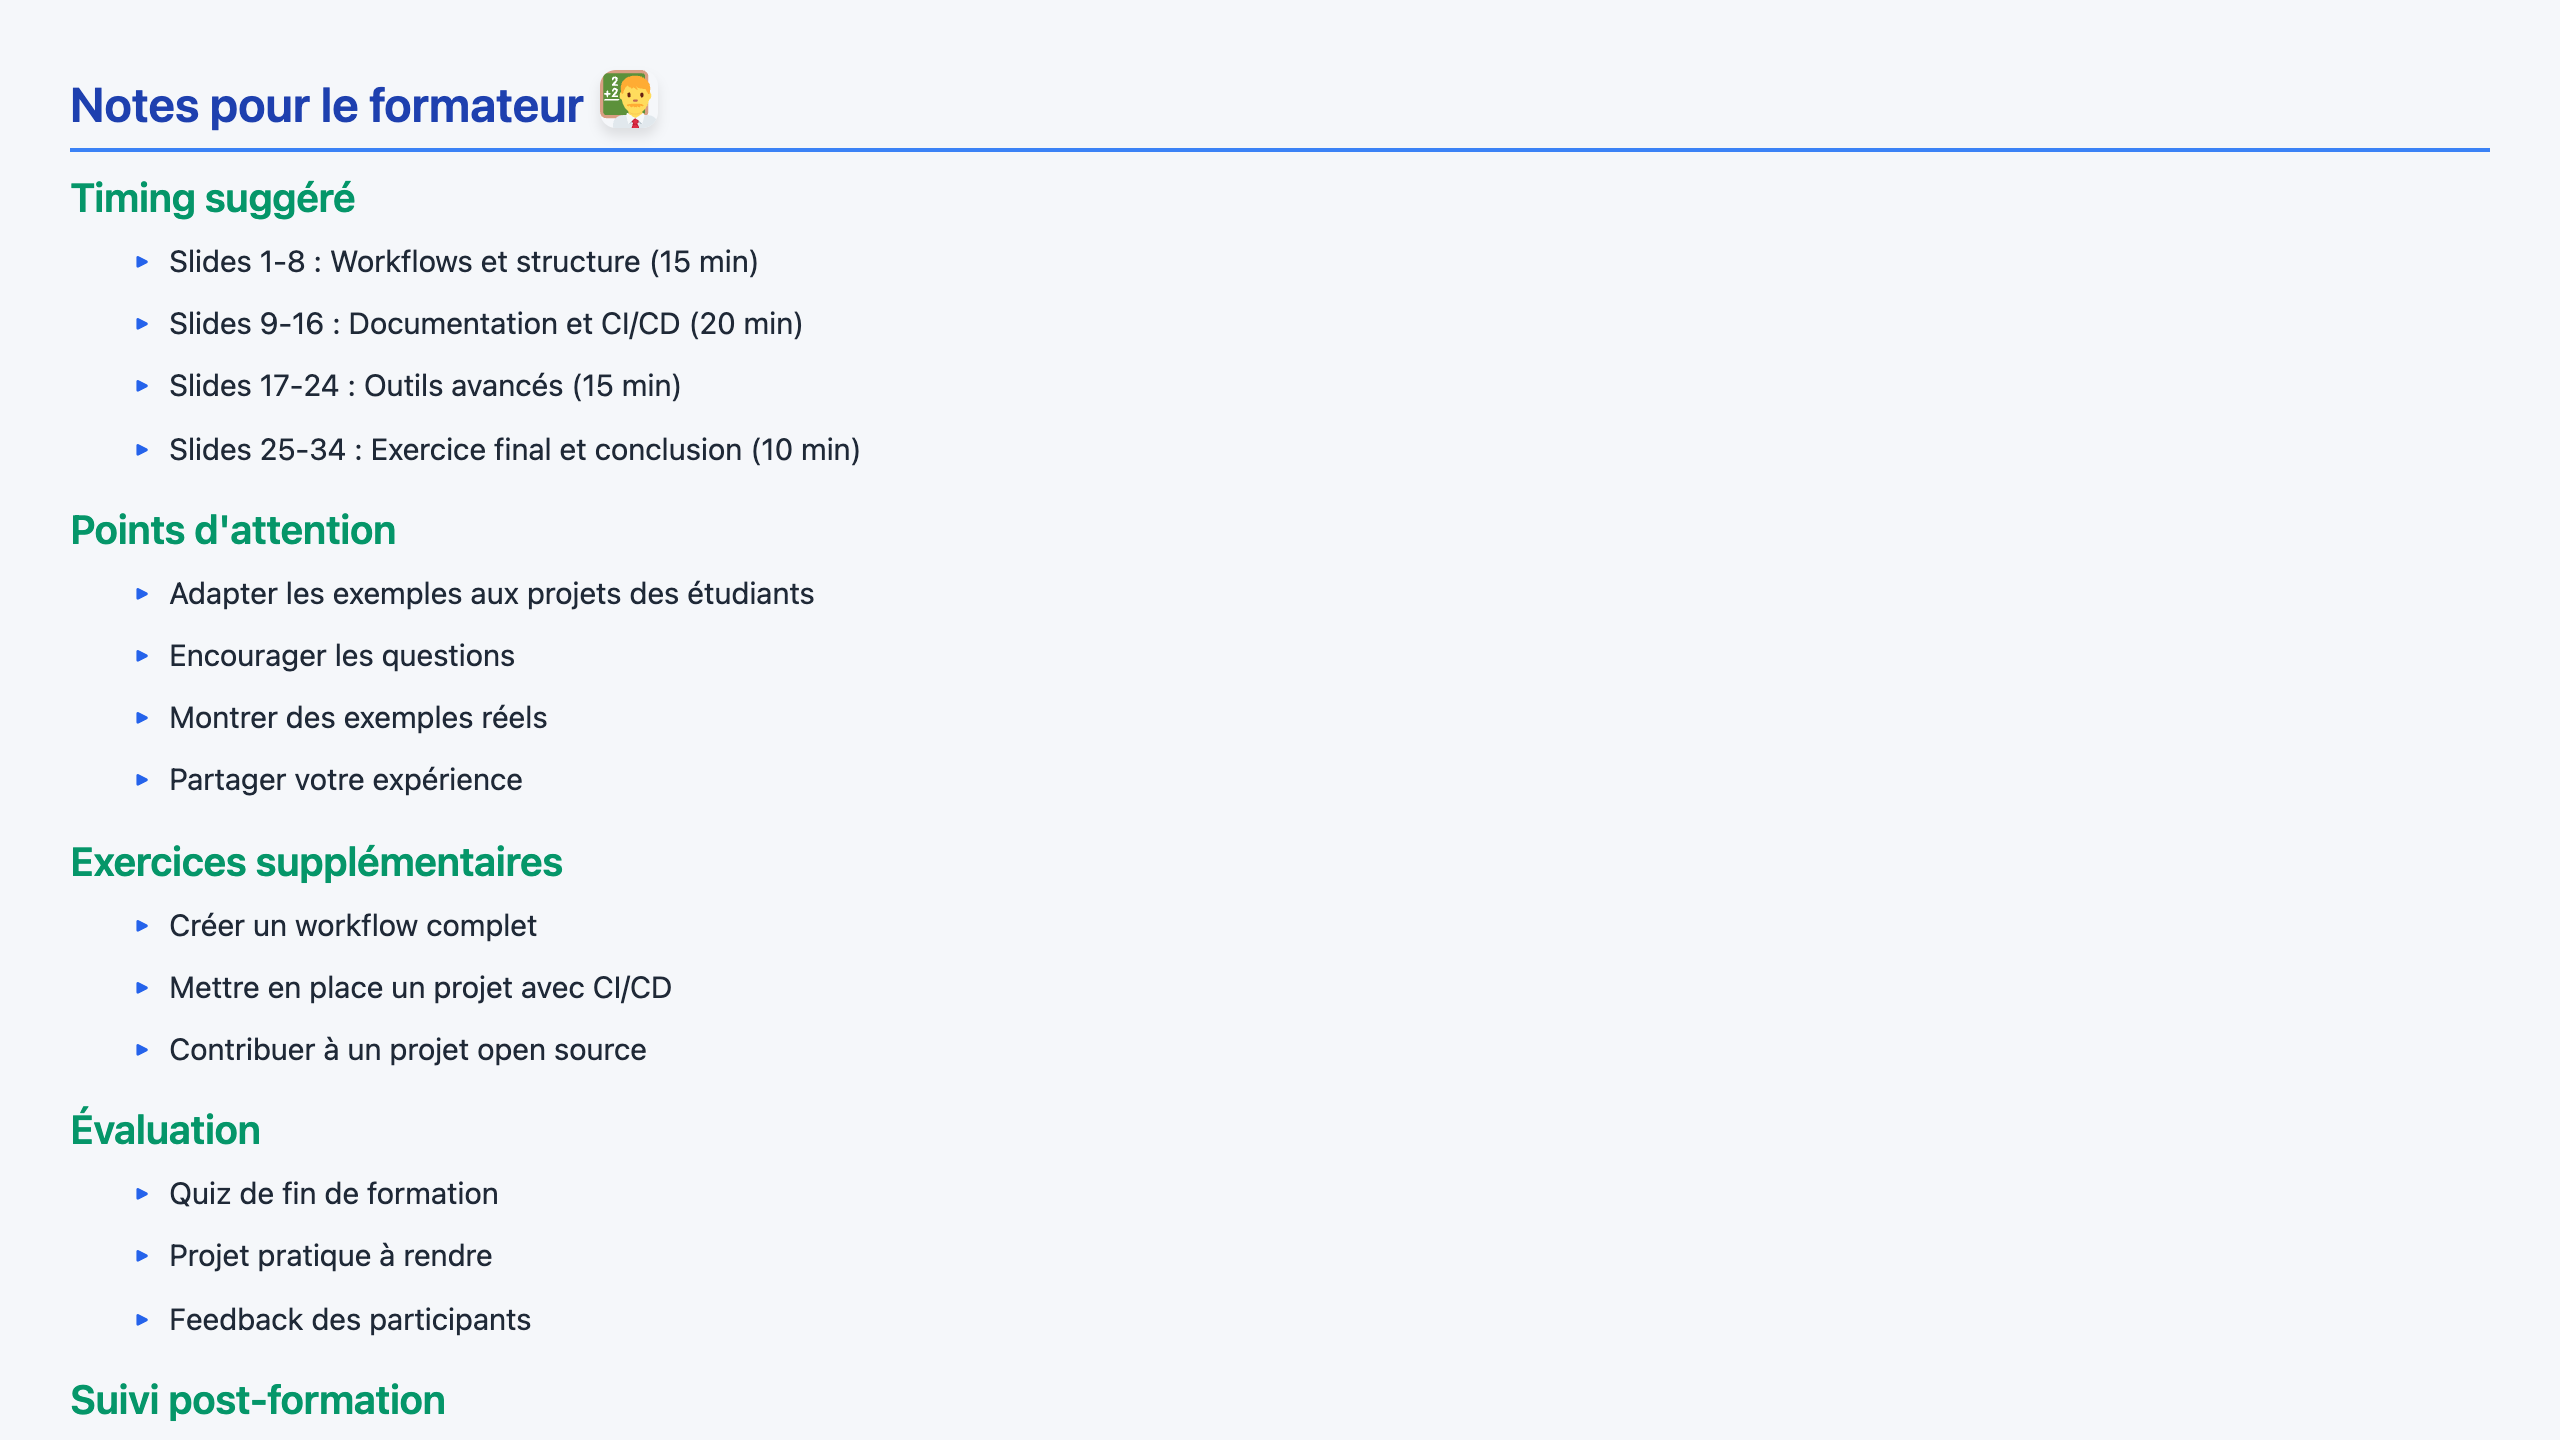 Notes pour le formateur
2
+2
Timing suggéré
Slides 1-8 : Workflows et structure (15 min)
Slides 9-16 : Documentation et CI/CD (20 min)
Slides 17-24 : Outils avancés (15 min)
Slides 25-34 : Exercice final et conclusion (10 min)
Points d'attention
Adapter les exemples aux projets des étudiants
Encourager les questions
Montrer des exemples réels
Partager votre expérience
Exercices supplémentaires
Créer un workflow complet
Mettre en place un projet avec CI/CD
Contribuer à un projet open source
Évaluation
Quiz de fin de formation
Projet pratique à rendre
Feedback des participants
Suivi post-formation